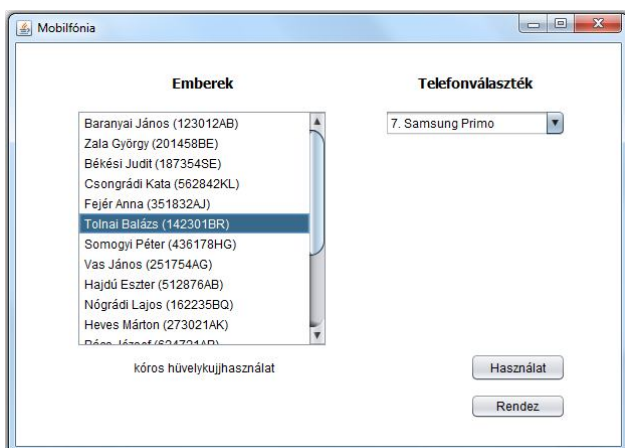 Mobilfónia
Emberek
Telefonválaszték
Baranyai János (123012AB)
7. Samsung Primo
Zala György (201458BE)
Békési Judit (187354SE)
Csongrádi Kata (562842KL)
Fejér Anna (351832AJ)
Tolnai Balázs (142301BR)
Somogyi Péter (436178HG)
Vas János (251754AG)
Hajdú Eszter (512876AB)
Nógrádi Lajos (162235BQ)
Heves Márton (273021AK)
kóros hüvelykujjhasználat
Használat
Rendez